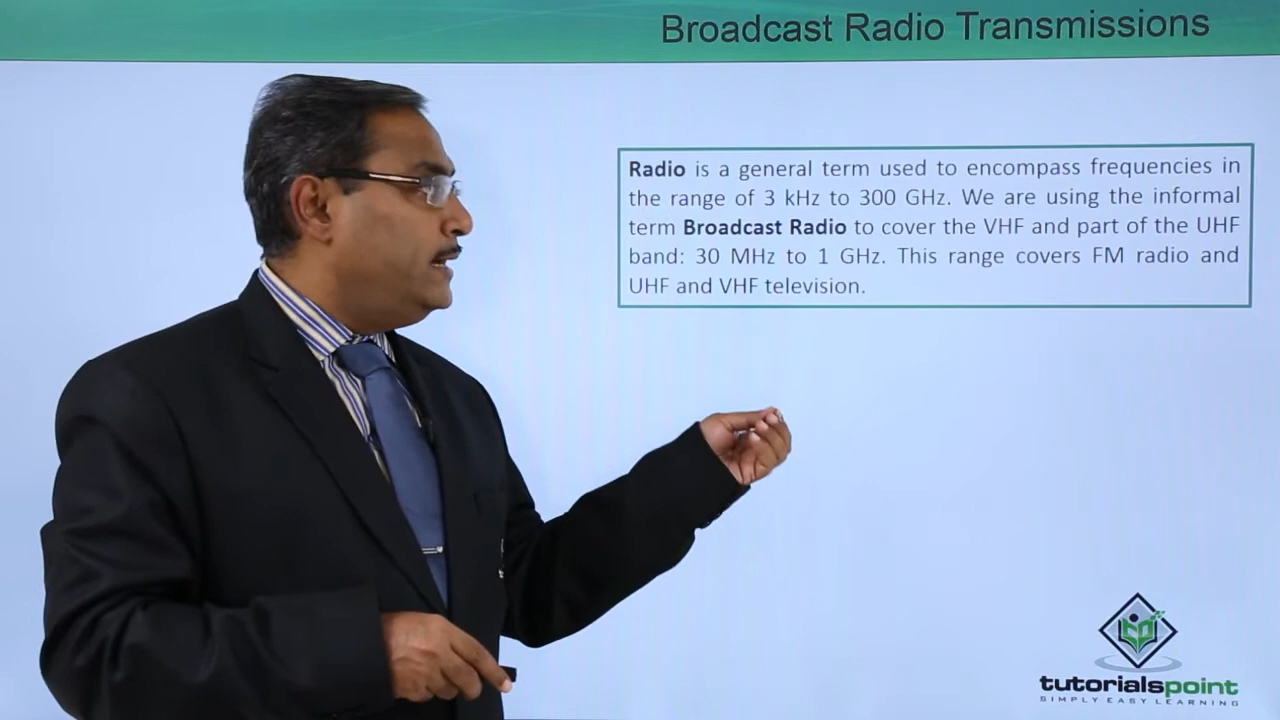 Broadcast Radio Transmissions
Radio is a general term used to encompass frequencies in
the range of 3 kHz to 300 GHz. We are using the informal
term Broadcast Radio to cover the VHF and part of the UHF
band: 30 MHz to 1 GHz. This range covers FM radio and
UHF and VHF television.
tutorialspoint
SIMPLY EASY LEARNING